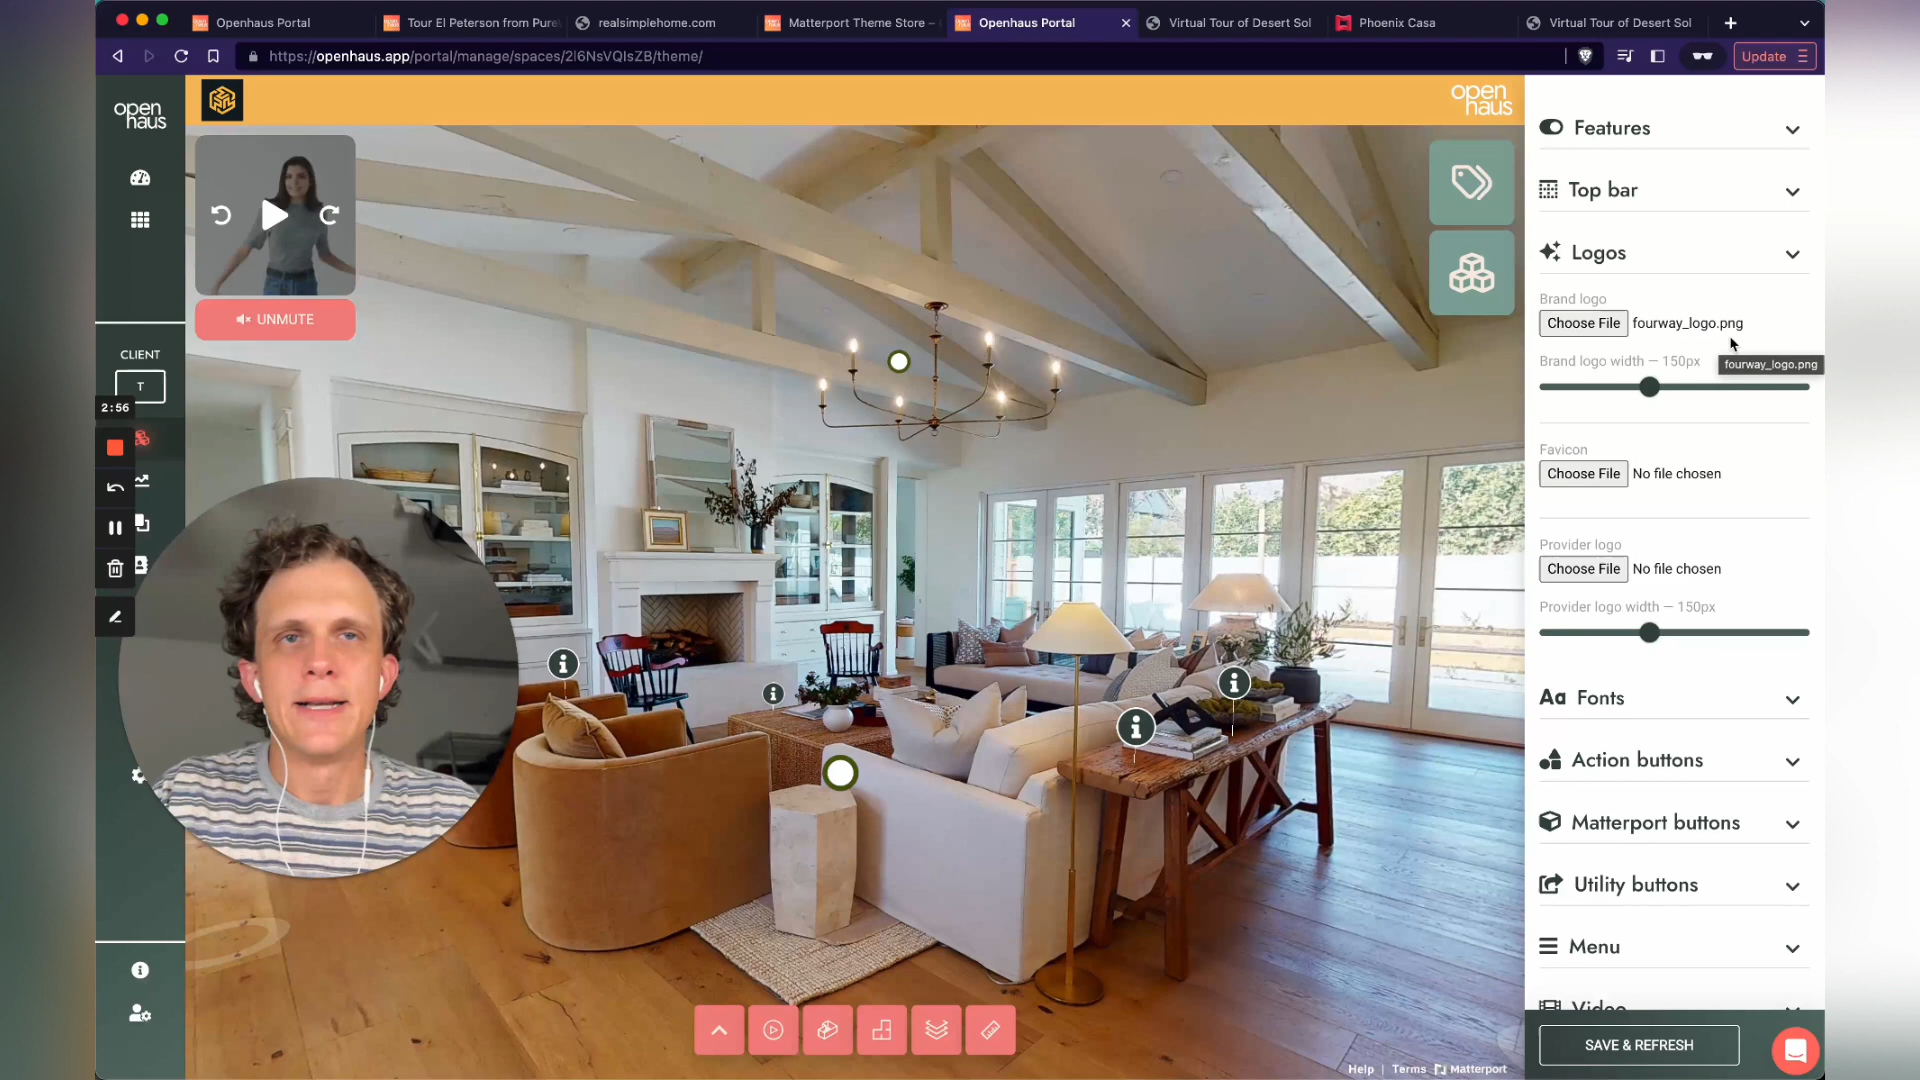 Openhaus Portal
Tour El Peterson from Pure
realsimplehome.com
Matterport Theme Store –
Openhaus Portal
Virtual Tour of Desert Sol
Phoenix Casa
Virtual Tour of Desert Sol
https://openhaus.app/portal/manage/spaces/2l6NsVQIsZB/theme/
Update
open
haus
open
haus
UNMUTE
CLIENT
T
2:56
Features
Top bar
Logos
Brand logo
Choose File fourway_logo.png
Brand logo width — 150px
fourway_logo.png
Favicon
Choose File No file chosen
Provider logo
Choose File No file chosen
Provider logo width — 150px
Aa Fonts
Action buttons
Matterport buttons
Utility buttons
Menu
Video
SAVE & REFRESH
Help | Terms Matterport